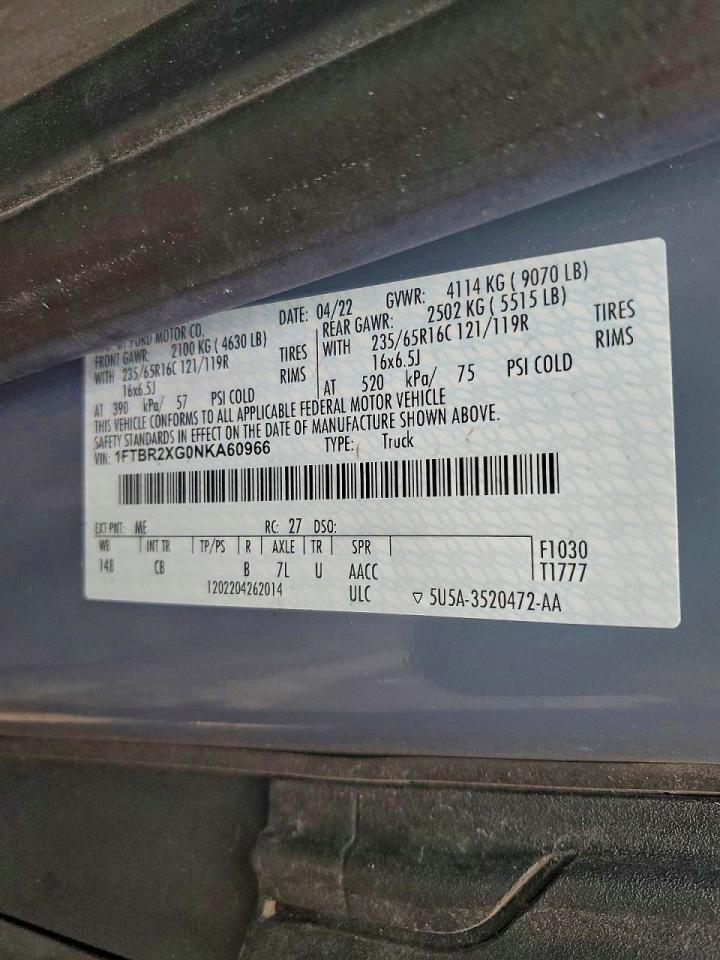 BY FORD MOTOR CO.
DATE: 04/22 GVWR: 4114 KG ( 9070 LB)
FRONT GAWR: 2100 KG ( 4630 LB) REAR GAWR: 2502 KG ( 5515 LB)
WITH 235/65R16C 121/119R TIRES WITH 235/65R16C 121/119R TIRES
16x6.5J RIMS 16x6.5J RIMS
AT 390 kPa/ 57 PSI COLD AT 520 kPa/ 75 PSI COLD
THIS VEHICLE CONFORMS TO ALL APPLICABLE FEDERAL MOTOR VEHICLE
SAFETY STANDARDS IN EFFECT ON THE DATE OF MANUFACTURE SHOWN ABOVE.
VIN: 1FTBR2XG0NKA60966 TYPE: Truck
EXT PNT: ME RC: 27 DSO:
WB INT TR TP/PS R AXLE TR SPR F1030
148 CB B 7L U AACC T1777
1202204262014 ULC ▽ 5U5A-3520472-AA